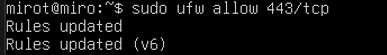 mirot@miro:~$ sudo ufw allow 443/tcp
Rules updated
Rules updated (v6)